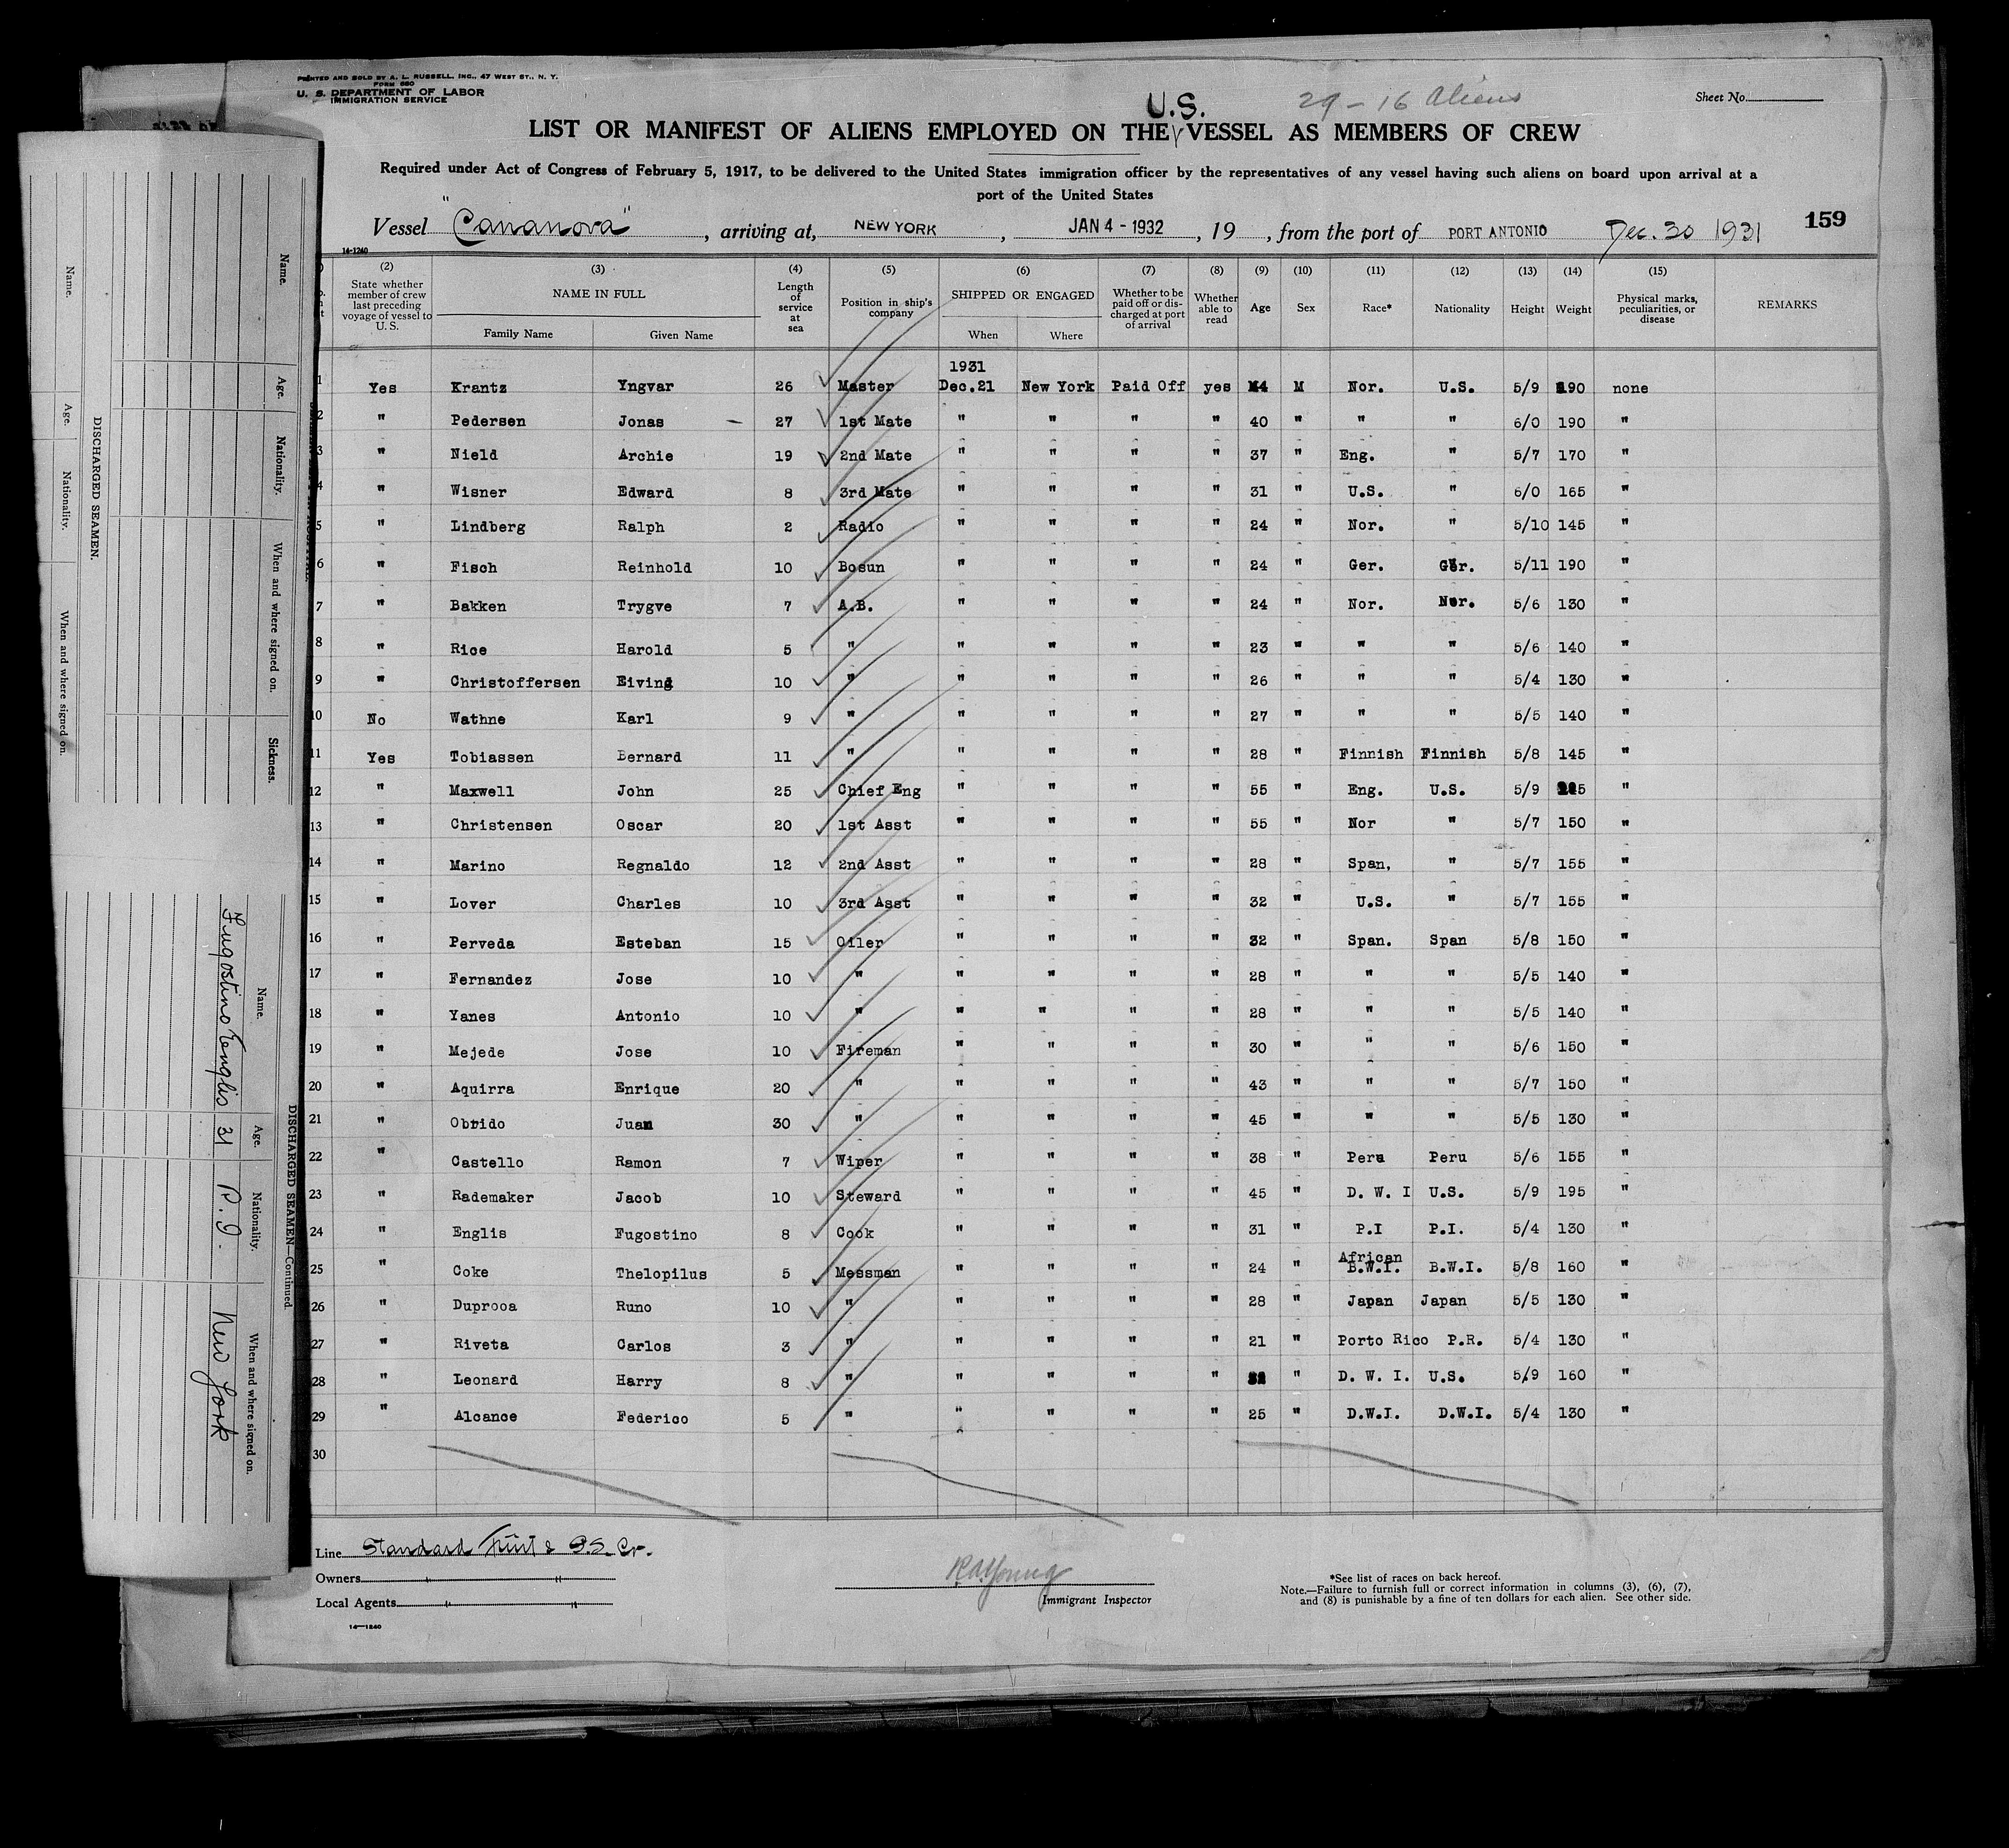 PRINTED AND SOLD BY A. L. RUSSELL, INC., 47 WEST ST., N. Y.
FORM 680
U. S. DEPARTMENT OF LABOR
IMMIGRATION SERVICE
29 - 16 Aliens
Sheet No.
U.S.
LIST OR MANIFEST OF ALIENS EMPLOYED ON THE VESSEL AS MEMBERS OF CREW
Required under Act of Congress of February 5, 1917, to be delivered to the United States immigration officer by the representatives of any vessel having such aliens on board upon arrival at a
port of the United States
Vessel "Cananova", arriving at, NEW YORK, JAN 4 - 1932, 19 , from the port of PORT ANTONIO Dec. 30 1931 159
14-1240
(2) (3) (4) (5) (6) (7) (8) (9) (10) (11) (12) (13) (14) (15)
State whether member of crew last preceding voyage of vessel to U. S. NAME IN FULL Family Name Given Name Length of service at sea Position in ship's company SHIPPED OR ENGAGED When Where Whether to be paid off or discharged at port of arrival Whether able to read Age Sex Race* Nationality Height Weight Physical marks, peculiarities, or disease REMARKS
1931
1 Yes Krantz Yngvar 26 Master Dec.21 New York Paid Off yes 44 M Nor. U.S. 5/9 190 none
2 " Pedersen Jonas - 27 1st Mate " " " " 40 " " " 6/0 190 "
3 " Nield Archie 19 2nd Mate " " " " 37 " Eng. " 5/7 170 "
4 " Wisner Edward 8 3rd Mate " " " " 31 " U.S. " 6/0 165 "
5 " Lindberg Ralph 2 Radio " " " " 24 " Nor. " 5/10 145 "
6 " Fisch Reinhold 10 Bosun " " " " 24 " Ger. Ger. 5/11 190 "
7 " Bakken Trygve 7 A.B. " " " " 24 " Nor. Nor. 5/6 130 "
8 " Rice Harold 5 " " " " " 23 " " " 5/6 140 "
9 " Christoffersen Eiving 10 " " " " " 26 " " " 5/4 130 "
10 No Wathne Karl 9 " " " " " 27 " " " 5/5 140 "
11 Yes Tobiassen Bernard 11 " " " " " 28 " Finnish Finnish 5/8 145 "
12 " Maxwell John 25 Chief Eng " " " " 55 " Eng. U.S. 5/9 "
13 " Christensen Oscar 20 1st Asst " " " " 55 " Nor " 5/7 150 "
14 " Marino Regnaldo 12 2nd Asst " " " " 28 " Span, " 5/7 155 "
15 " Lover Charles 10 3rd Asst " " " " 32 " U.S. " 5/7 155 "
16 " Perveda Esteban 15 Oiler " " " " 32 " Span. Span 5/8 150 "
17 " Fernandez Jose 10 " " " " " 28 " " " 5/5 140 "
18 " Yanes Antonio 10 " " " " " 28 " " " 5/5 140 "
19 " Mejede Jose 10 Fireman " " " " 30 " " " 5/6 150 "
20 " Aquirra Enrique 20 " " " " " 43 " " " 5/7 150 "
21 " Obrido Juan 30 " " " " " 45 " " " 5/5 130 "
22 " Castello Ramon 7 Wiper " " " " 38 " Peru Peru 5/6 155 "
23 " Rademaker Jacob 10 Steward " " " " 45 " D. W. I U.S. 5/9 195 "
24 " Englis Fugostino 8 Cook " " " " 31 " P.I P.I. 5/4 130 "
25 " Coke Thelopilus 5 Messman " " " " 24 " African B.W.I. B.W.I. 5/8 160 "
26 " Duprooa Runo 10 " " " " " 28 " Japan Japan 5/5 130 "
27 " Riveta Carlos 3 " " " " " 21 " Porto Rico P.R. 5/4 130 "
28 " Leonard Harry 8 " " " " " " D. W. I. U.S. 5/9 160 "
29 " Alcance Federico 5 " " " " " 25 " D.W.I. D.W.I. 5/4 130 "
30
Line Standard Fruit & S.S. Co.
Owners " "
Local Agents " "
14-1240
R.A. Young
Immigrant Inspector
*See list of races on back hereof.
Note.—Failure to furnish full or correct information in columns (3), (6), (7),
and (8) is punishable by a fine of ten dollars for each alien. See other side.
DISCHARGED SEAMEN.
Name. Age. Nationality. When and where signed on. Sickness.
Name. Age. Nationality. When and where signed on.
DISCHARGED SEAMEN—Continued.
Name. Age. Nationality. When and where signed on.
Fugostino Englis 31 P.I. New York